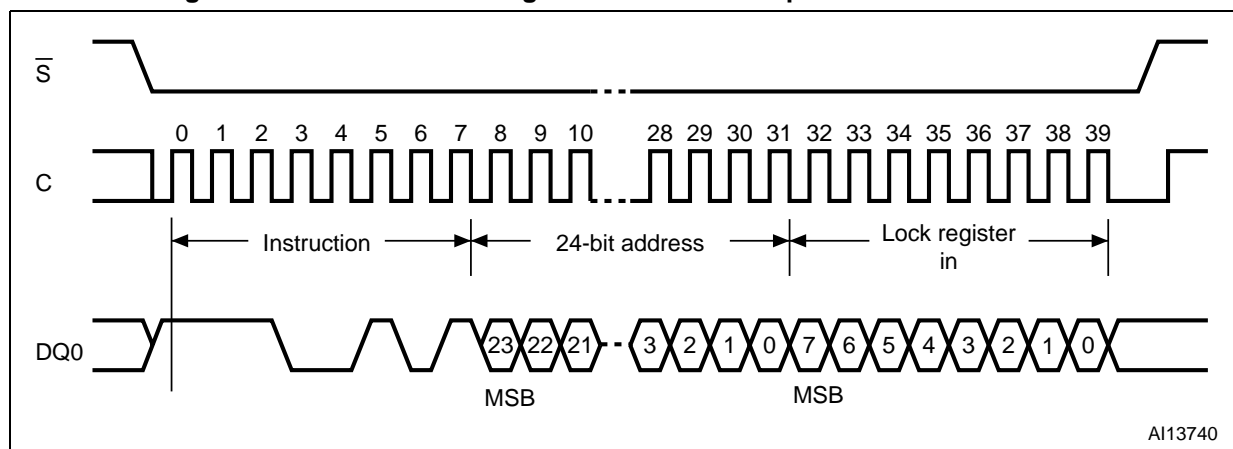 S
0 1 2 3 4 5 6 7 8 9 10 28 29 30 31 32 33 34 35 36 37 38 39
C
Instruction 24-bit address Lock register
in
DQ0 23 22 21 3 2 1 0 7 6 5 4 3 2 1 0
MSB MSB
AI13740